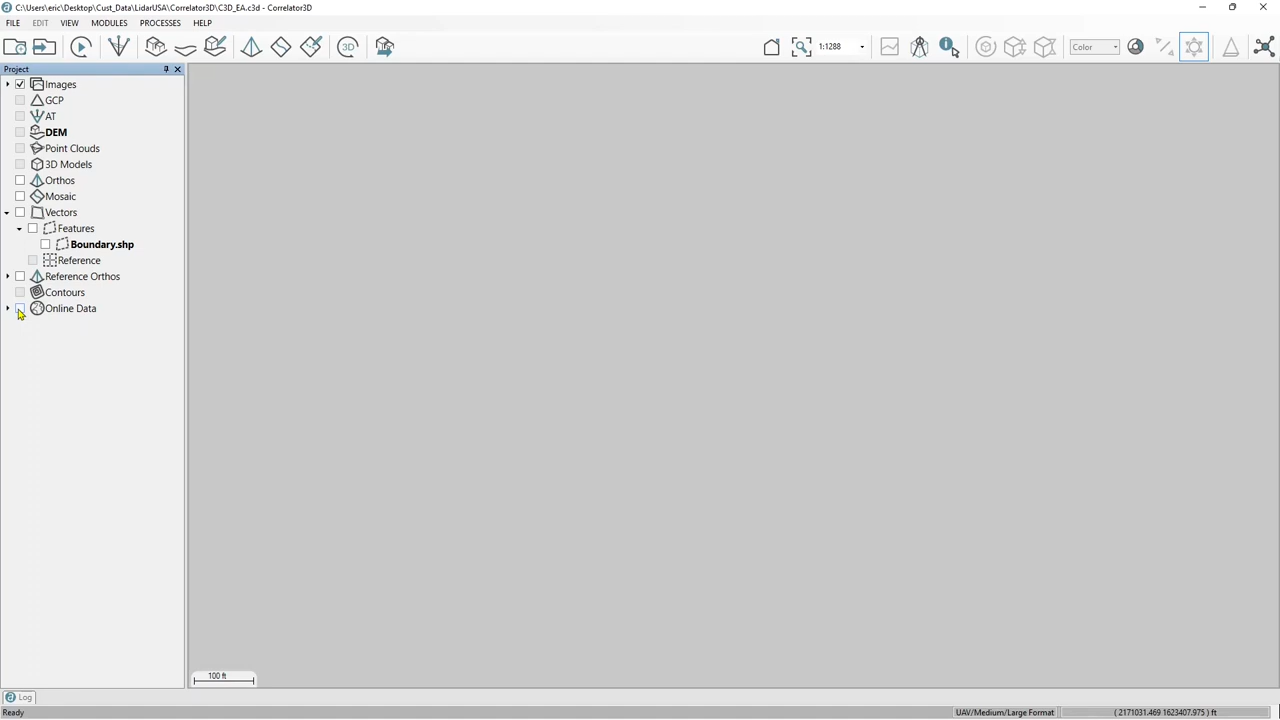 C:\Users\eric\Desktop\Cust_Data\LidarUSA\Correlator3D\C3D_EA.c3d - Correlator3D
FILE EDIT VIEW MODULES PROCESSES HELP
3D 1:1288 Color
Project
Images
GCP
AT
DEM
Point Clouds
3D Models
Orthos
Mosaic
Vectors
Features
Boundary.shp
Reference
Reference Orthos
Contours
Online Data
100 ft
Log
Ready UAV/Medium/Large Format ( 2171031.469 1623407.975 ) ft